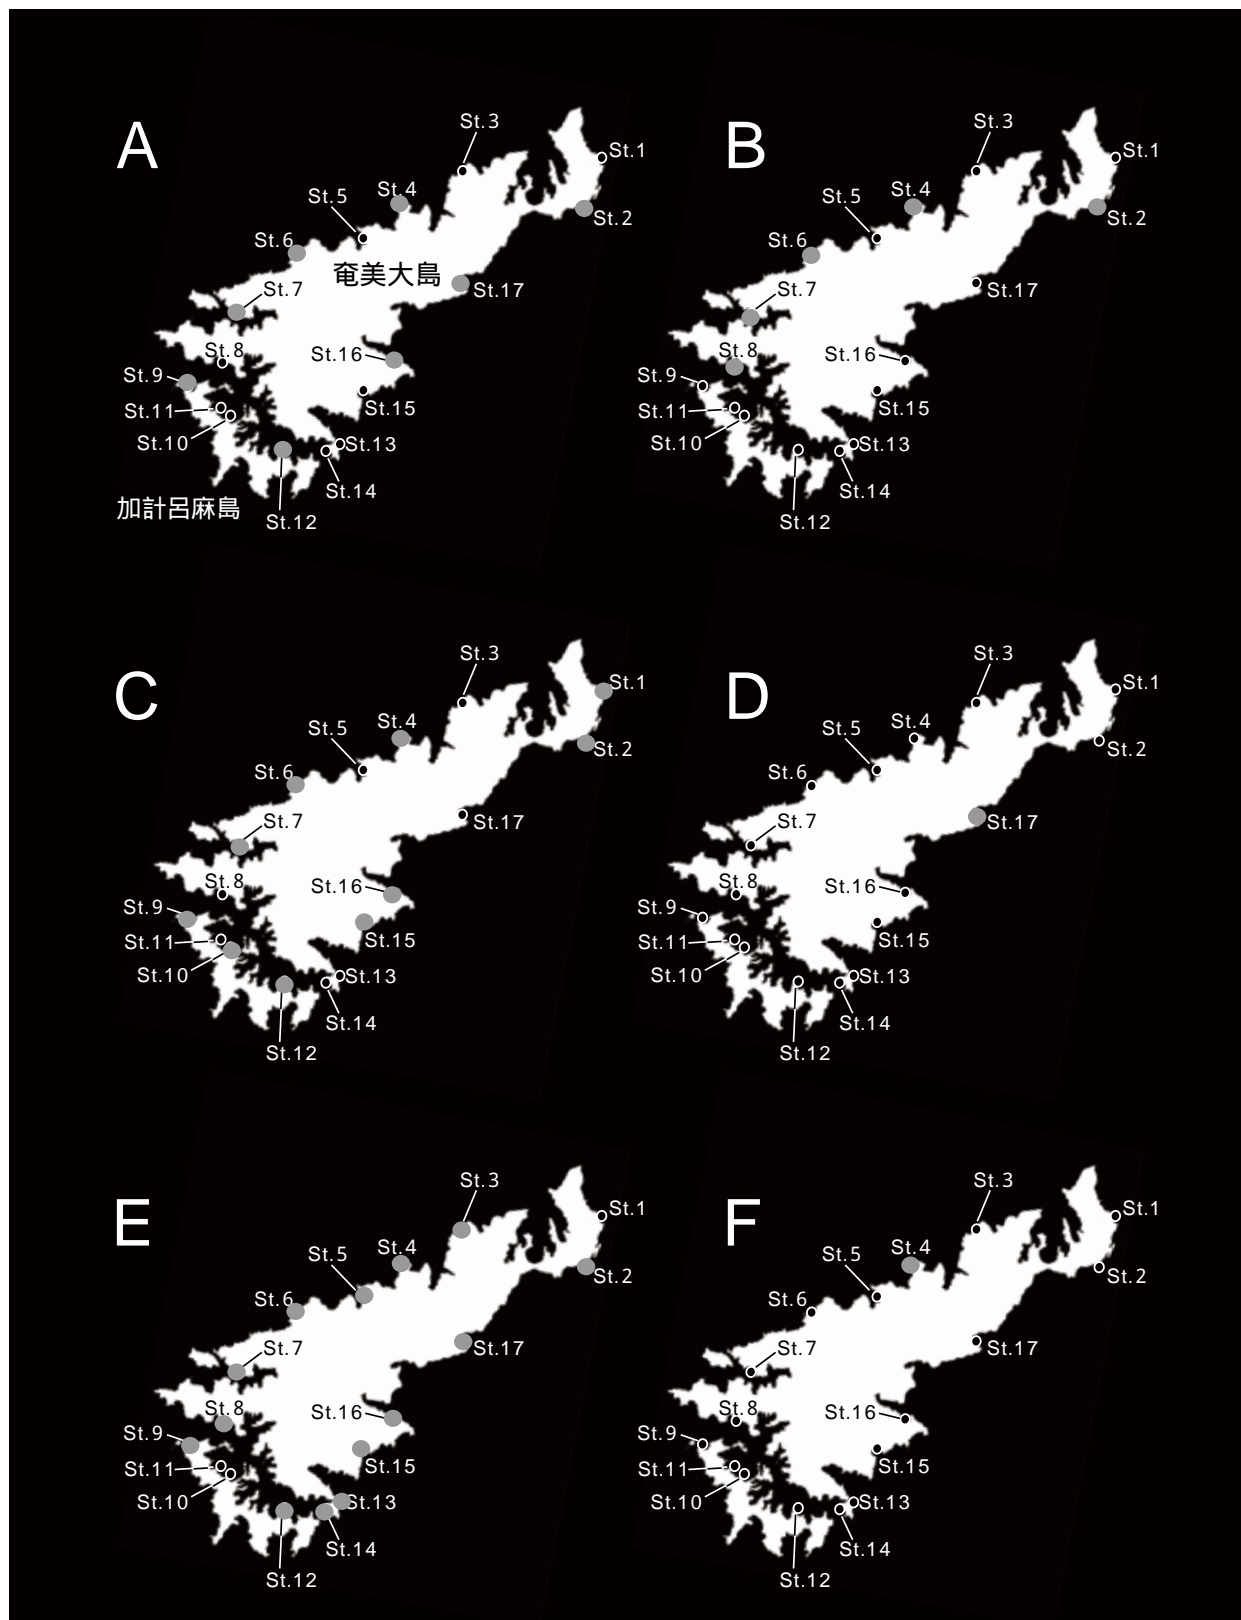 A
St.3
St.1
St.4
St.5
St.2
St.6
奄美大島
St.7
St.17
St.8
St.16
St.9
St.11
St.15
St.10
St.13
St.14
加計呂麻島
St.12
B
St.3
St.1
St.4
St.5
St.2
St.6
St.7
St.17
St.8
St.16
St.9
St.11
St.15
St.10
St.13
St.14
St.12
C
St.3
St.1
St.4
St.5
St.2
St.6
St.7
St.17
St.8
St.16
St.9
St.11
St.15
St.10
St.13
St.14
St.12
D
St.3
St.1
St.4
St.5
St.2
St.6
St.7
St.17
St.8
St.16
St.9
St.11
St.15
St.10
St.13
St.14
St.12
E
St.3
St.1
St.4
St.5
St.2
St.6
St.7
St.17
St.8
St.16
St.9
St.11
St.15
St.10
St.13
St.14
St.12
F
St.3
St.1
St.4
St.5
St.2
St.6
St.7
St.17
St.8
St.16
St.9
St.11
St.15
St.10
St.13
St.14
St.12